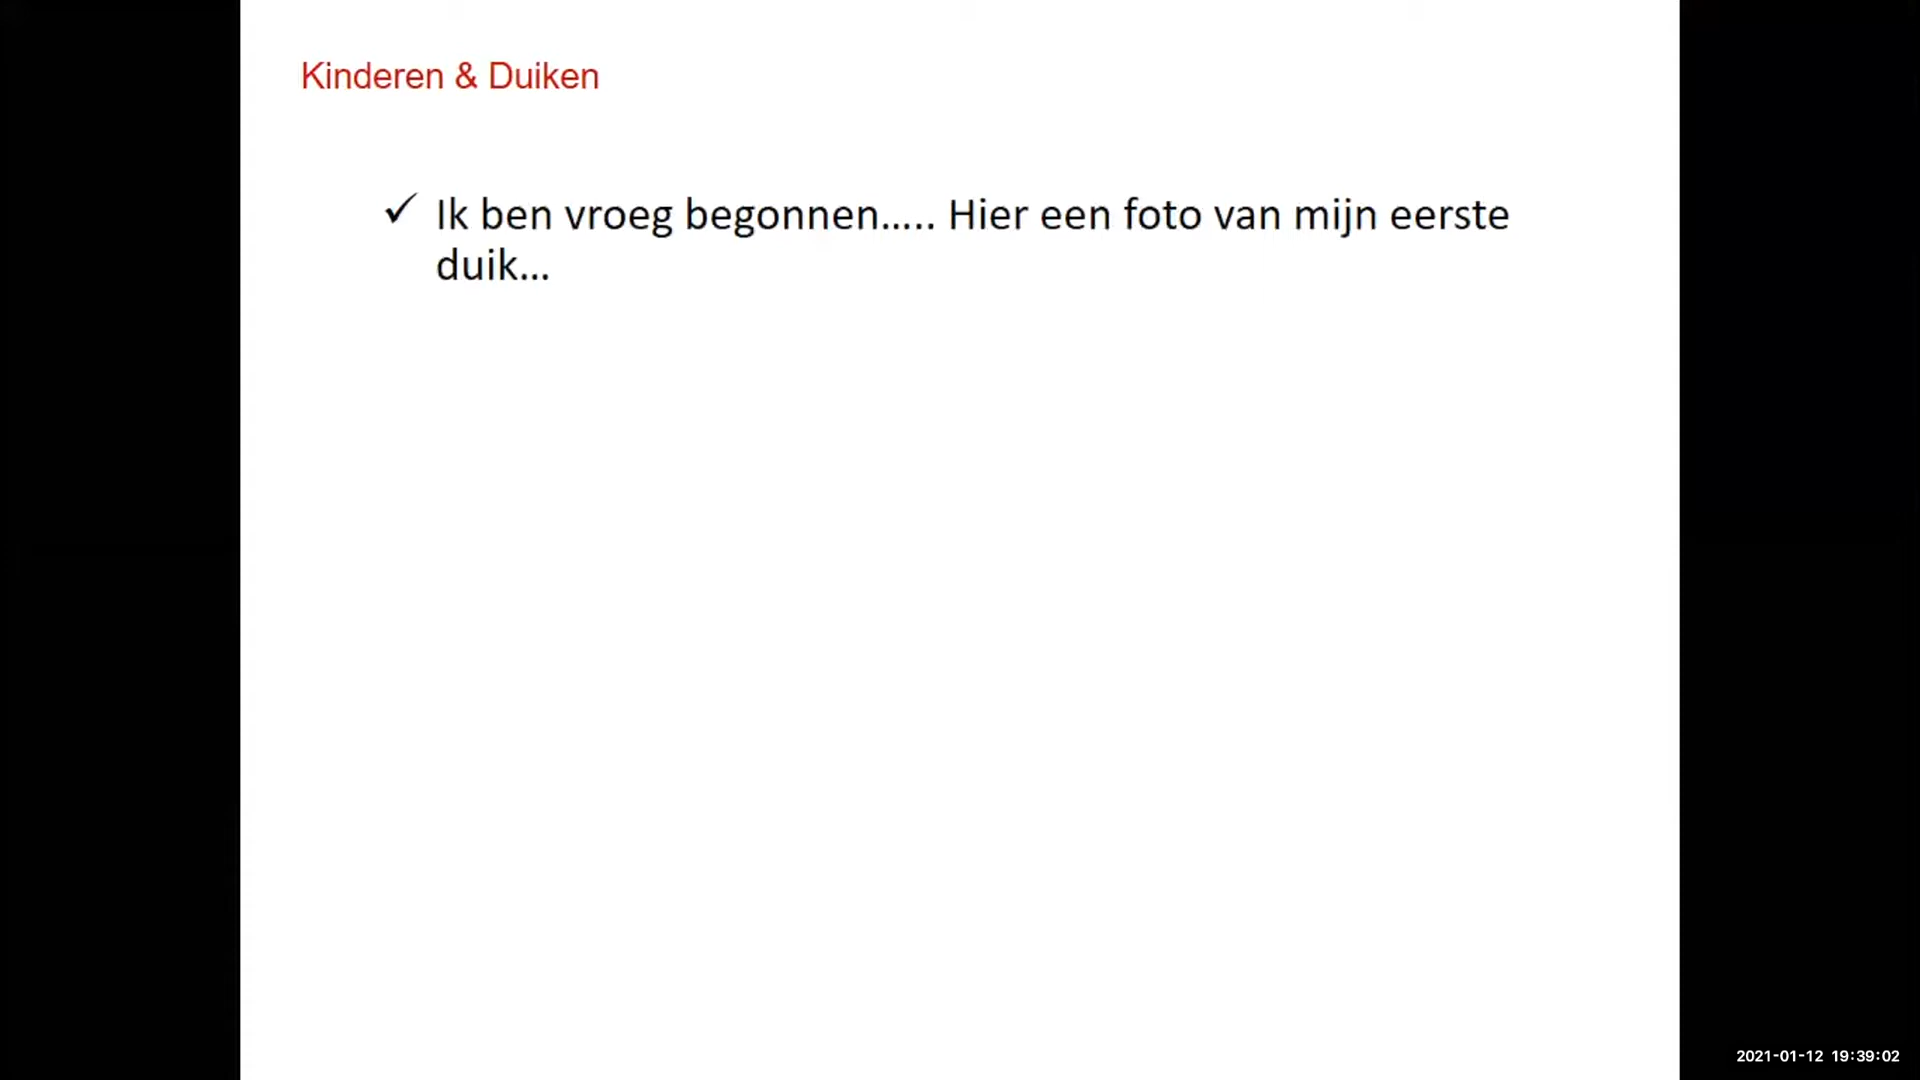 Kinderen & Duiken
✓ Ik ben vroeg begonnen..... Hier een foto van mijn eerste
duik...
2021-01-12 19:39:02